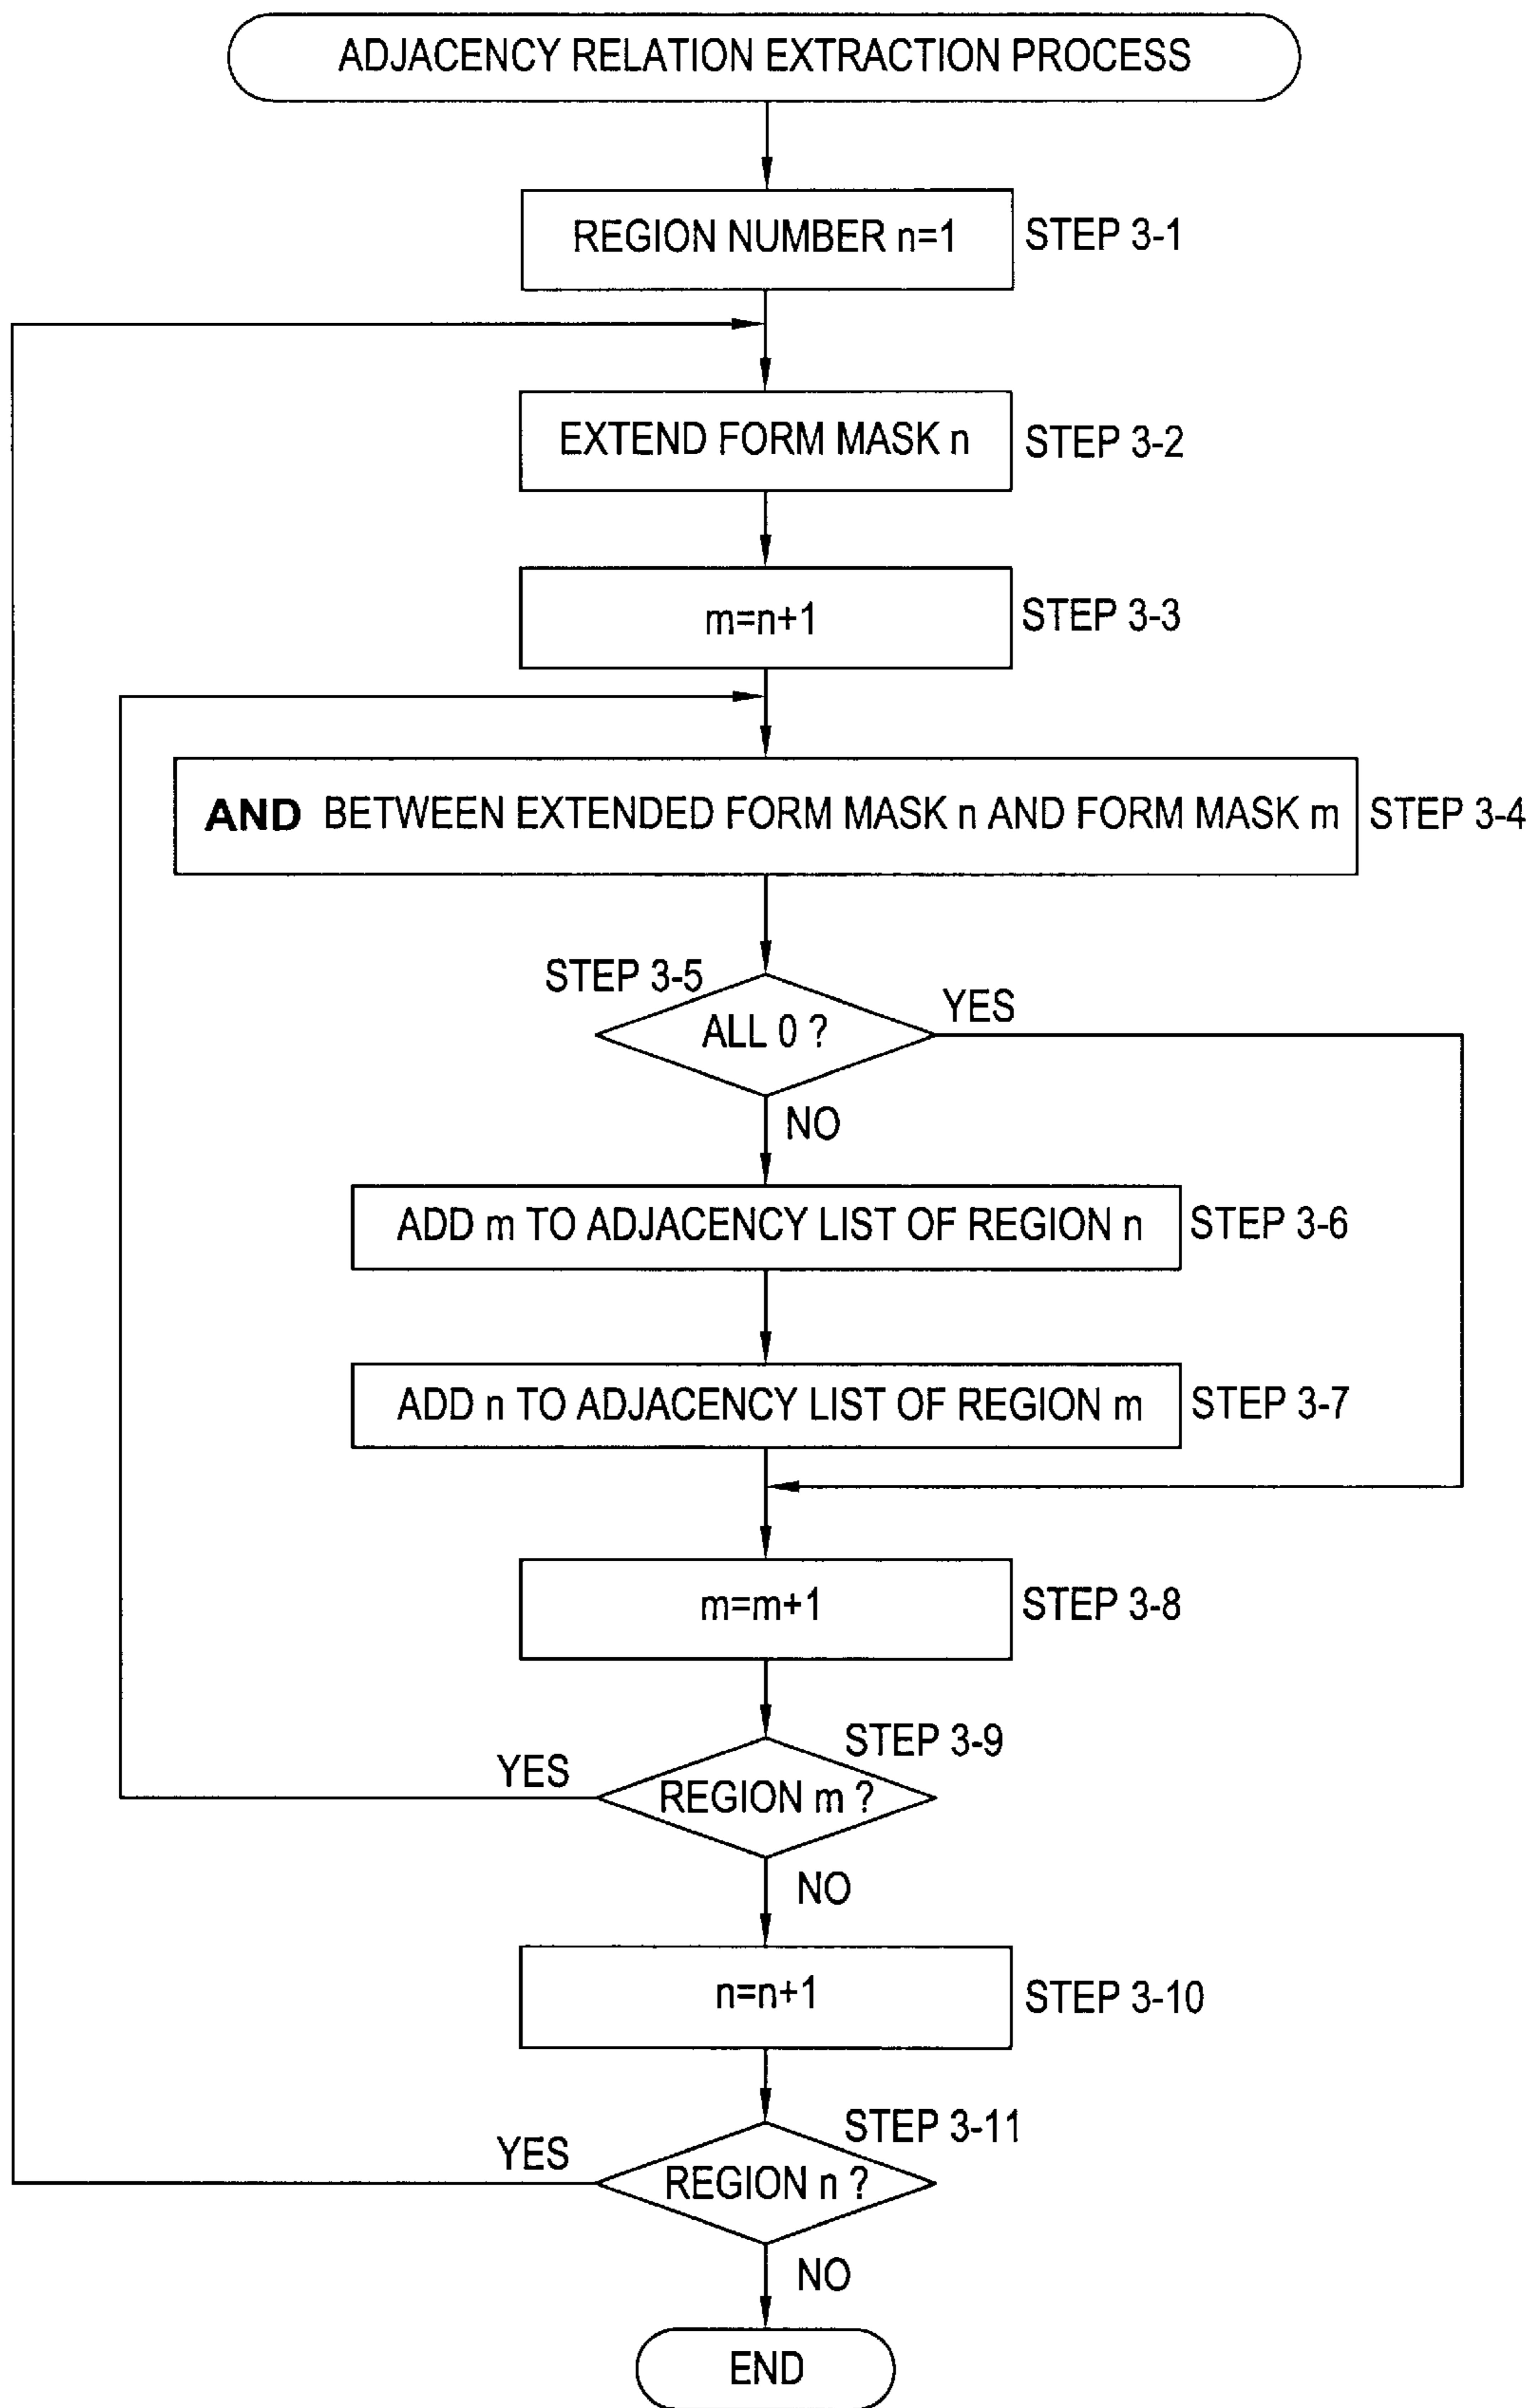 ADJACENCY RELATION EXTRACTION PROCESS
REGION NUMBER n=1 STEP 3-1
EXTEND FORM MASK n STEP 3-2
m=n+1 STEP 3-3
AND BETWEEN EXTENDED FORM MASK n AND FORM MASK m STEP 3-4
STEP 3-5
ALL 0 ?
YES
NO
ADD m TO ADJACENCY LIST OF REGION n STEP 3-6
ADD n TO ADJACENCY LIST OF REGION m STEP 3-7
m=m+1 STEP 3-8
STEP 3-9
YES
REGION m ?
NO
n=n+1 STEP 3-10
STEP 3-11
YES
REGION n ?
NO
END